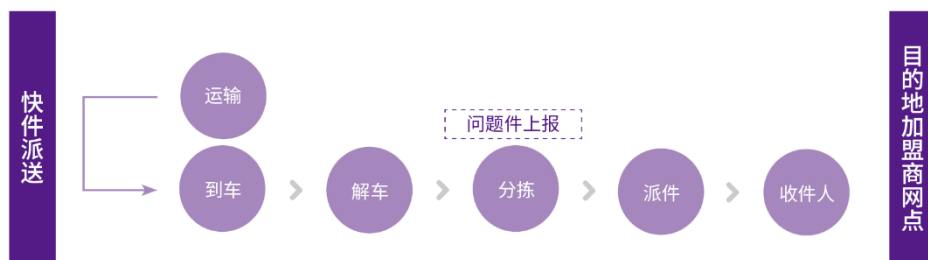 快件派送
运输
问题件上报
到车
解车
分拣
派件
收件人
目的地加盟商网点